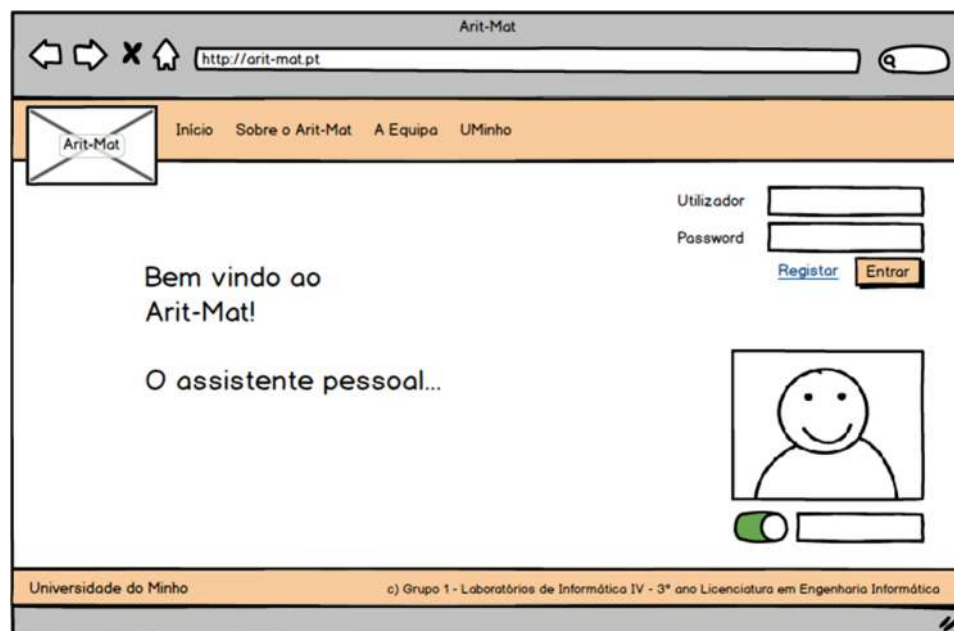 Arit-Mat
http://arit-mat.pt
Arit-Mat
Início Sobre o Arit-Mat A Equipa UMinho
Utilizador
Password
Registar Entrar
Bem vindo ao
Arit-Mat!
O assistente pessoal...
Universidade do Minho c) Grupo 1 - Laboratórios de Informática IV - 3º ano Licenciatura em Engenharia Informática